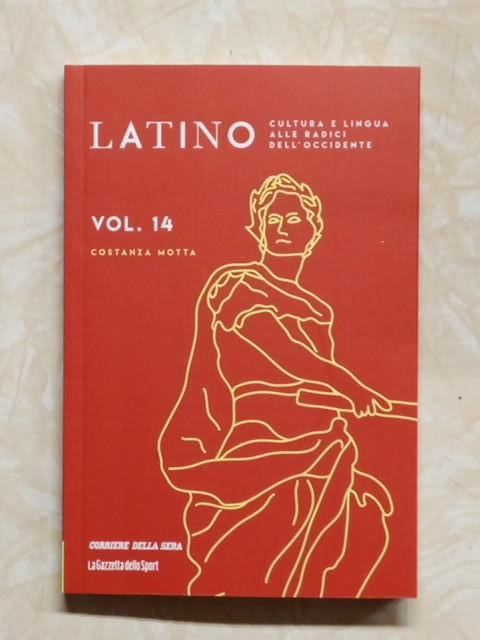 LATINO
CULTURA E LINGUA
ALLE RADICI
DELL'OCCIDENTE
VOL. 14
COSTANZA MOTTA
CORRIERE DELLA SERA
La Gazzetta dello Sport